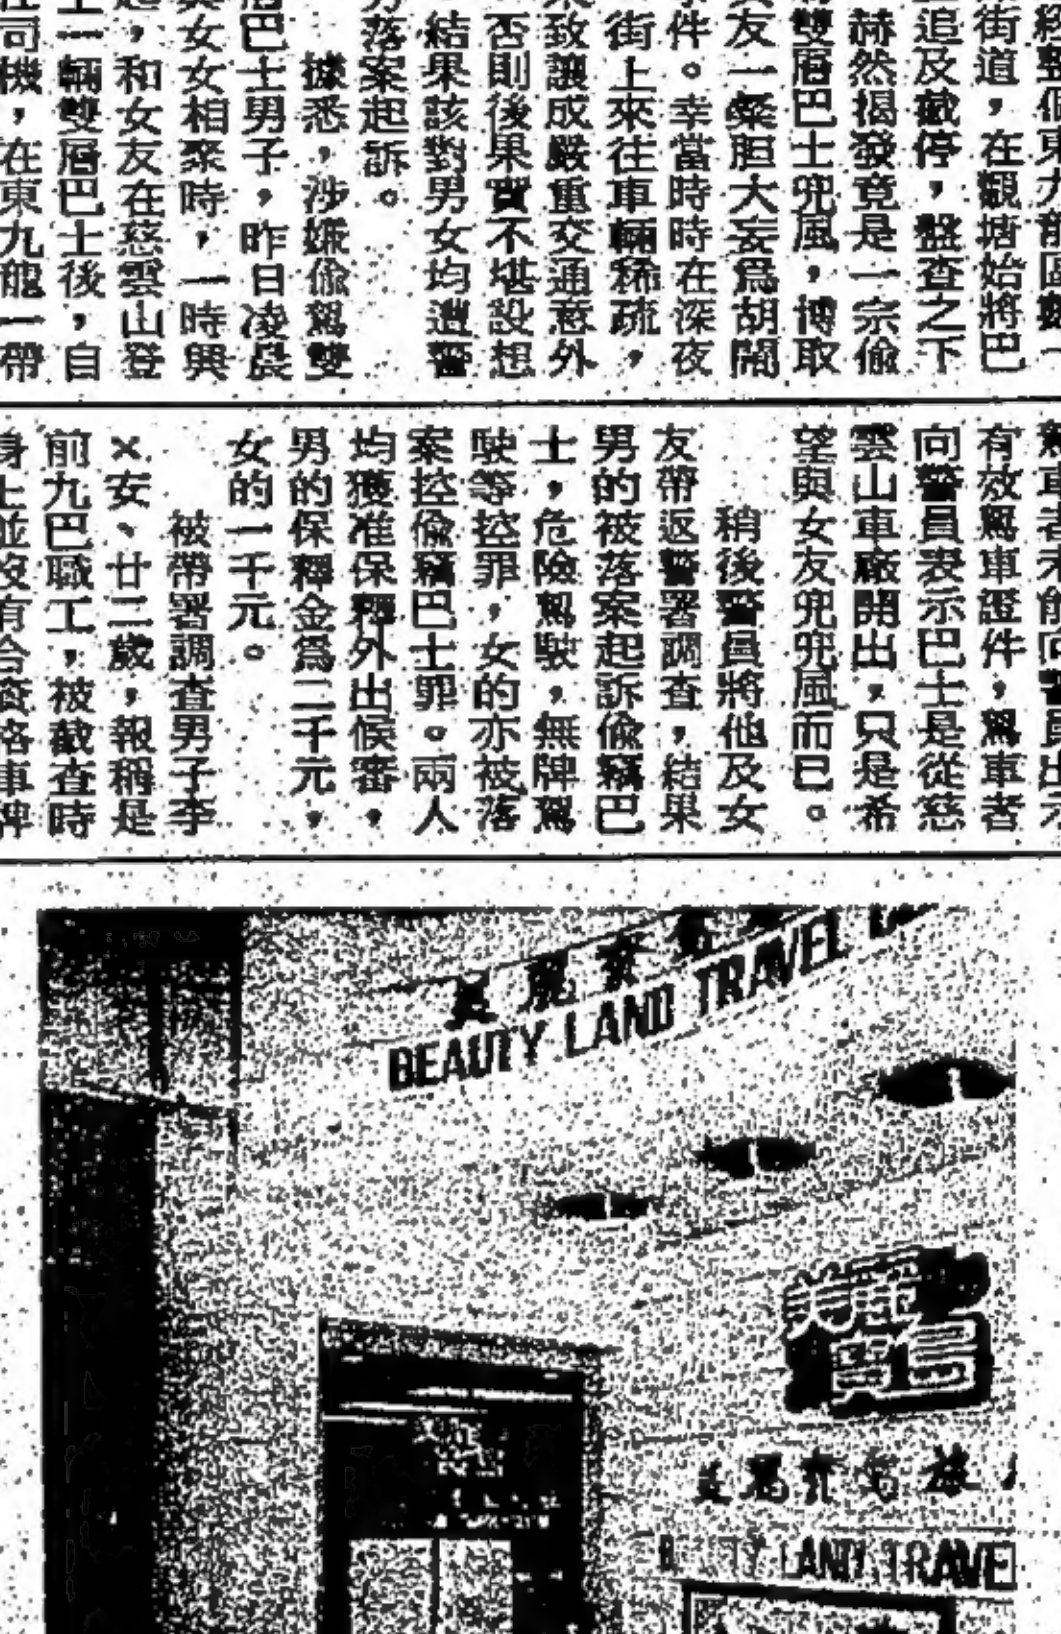 街道，在觀塘始將巴
追及截停，盤查之下
赫然揭發竟是一宗偷
雙層巴士兜風，博取
友一粲胆大妄爲胡鬧
件。幸當時時在深夜
街上來往車輛稀疏，
致讓成嚴重交通意外
否則後果實不堪設想
結果該對男女均遭警
落案起訴。
據悉，涉嫌偷駕雙
層巴士男子，昨日凌晨
與女女相聚時，一時興
起，和女友在慈雲山登
上一輛雙層巴士後，自
任司機，在東九龍一帶
有效駕車證件，駕車者
向警員表示巴士是從慈
雲山車廠開出，只是希
望與女友兜兜風而已。
稍後警員將他及女
友帶返警署調查，結果
男的被落案起訴偷竊巴
士，危險駕駛，無牌駕
駛等控罪，女的亦被落
案控偷竊巴士罪。兩人
均獲准保釋外出候審，
男的保釋金爲二千元，
女的一千元。
被帶署調查男子李
×安、廿二歲，報稱是
前九巴職工，被截查時
身上並沒有合資格車牌
BEAUTY LAND TRAVEL
美麗寶島
BEAUTY LAND TRAVEL